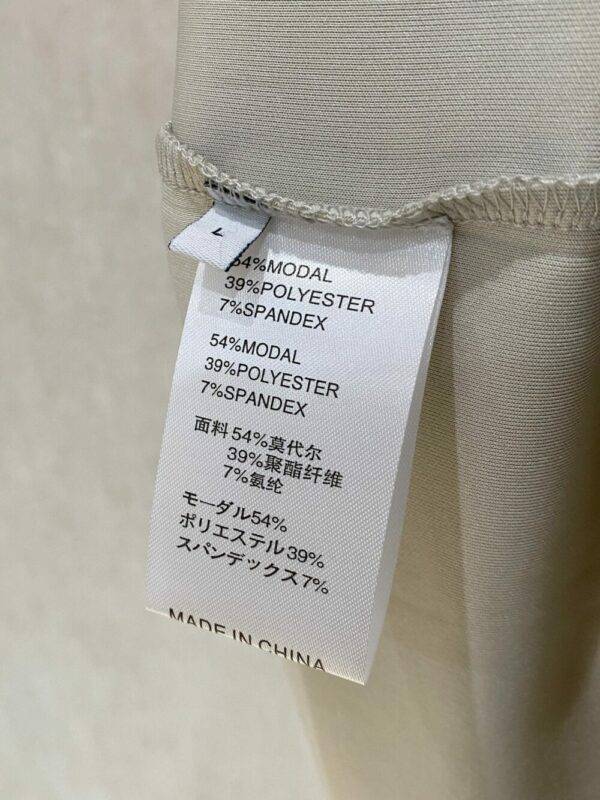 L
54%MODAL
39%POLYESTER
7%SPANDEX
54%MODAL
39%POLYESTER
7%SPANDEX
面料54%莫代尔
39%聚酯纤维
7%氨纶
モーダル54%
ポリエステル39%
スパンデックス7%
MADE IN CHINA